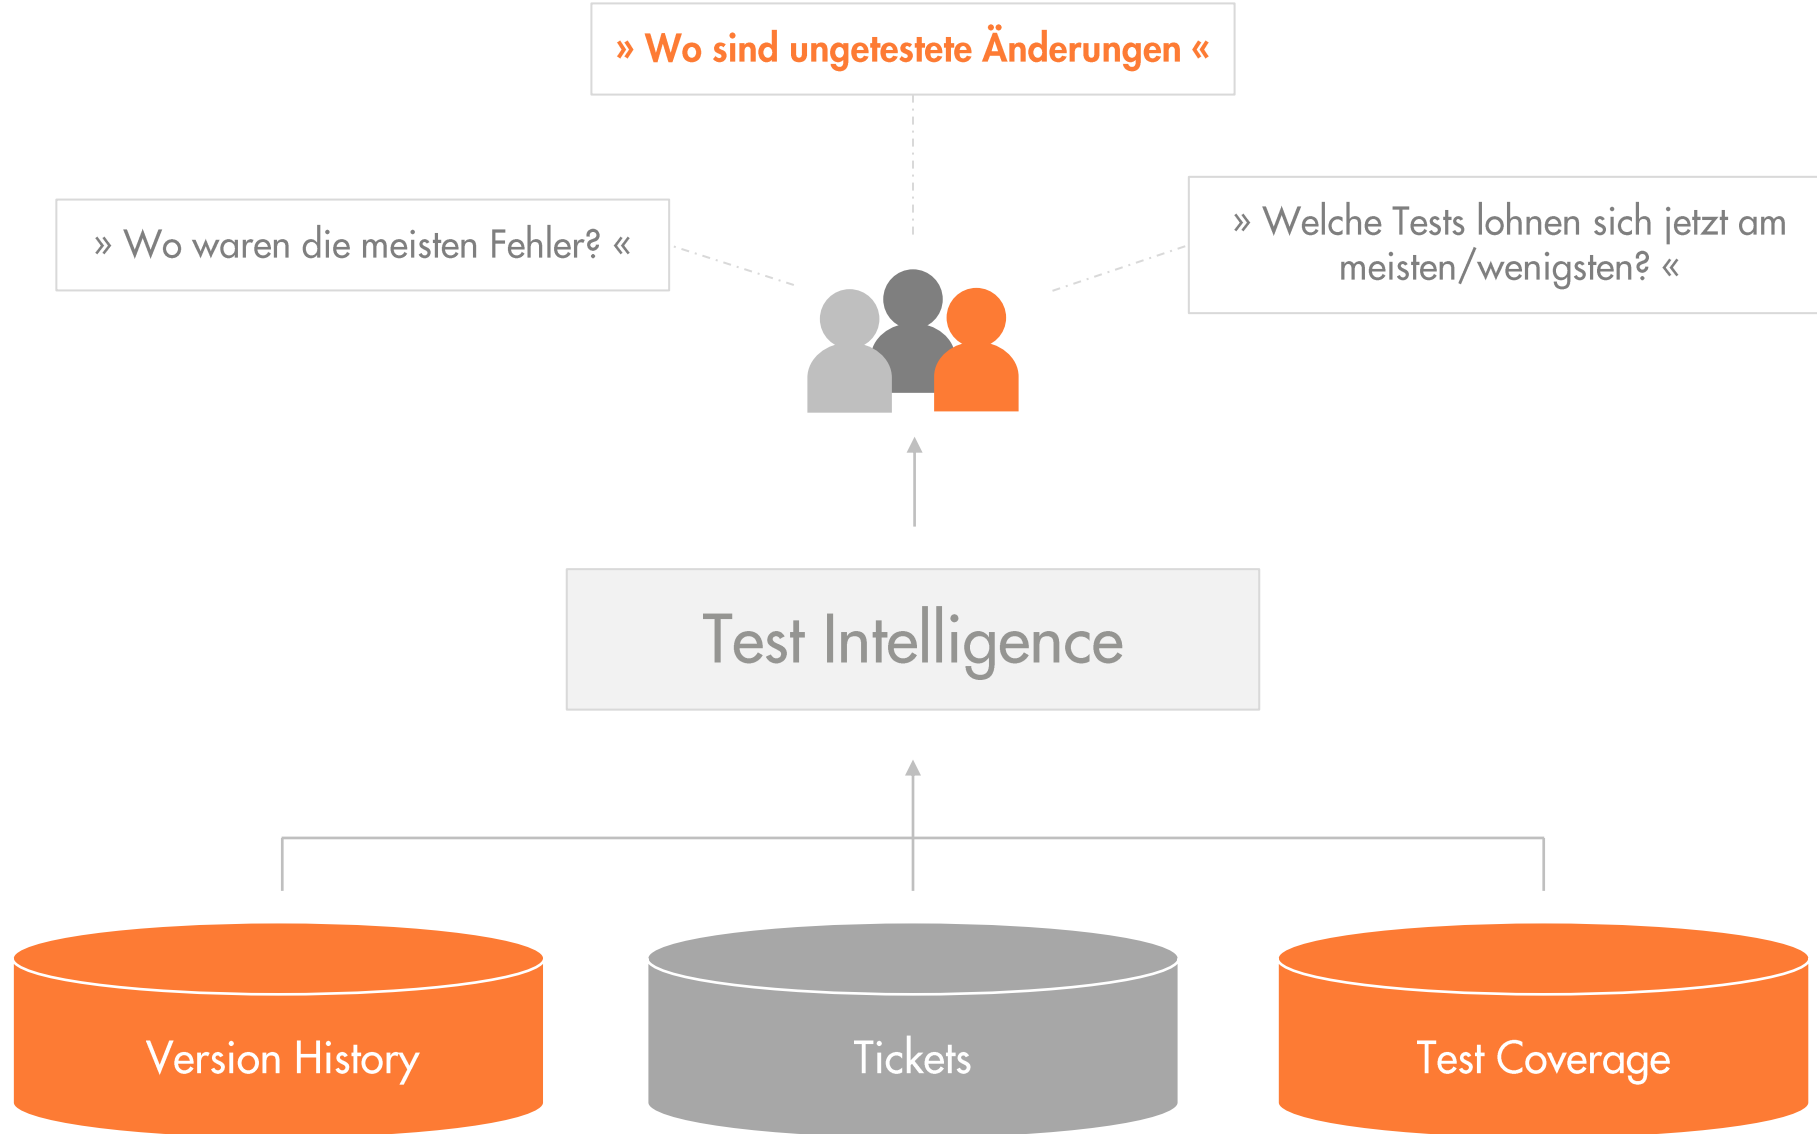 » Wo sind ungetestete Änderungen «
» Wo waren die meisten Fehler? «
» Welche Tests lohnen sich jetzt am
meisten/wenigsten? «
Test Intelligence
Version History
Tickets
Test Coverage